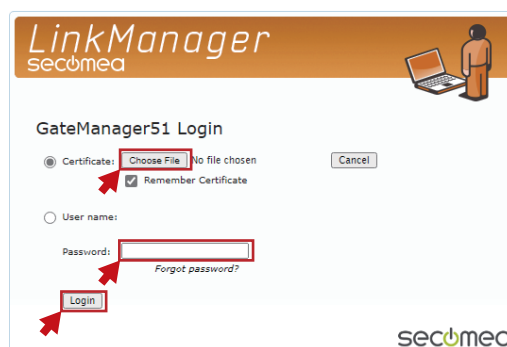 LinkManager
secomea
GateManager51 Login
Certificate: Choose File No file chosen Cancel
Remember Certificate
User name:
Password:
Forgot password?
Login
secomea